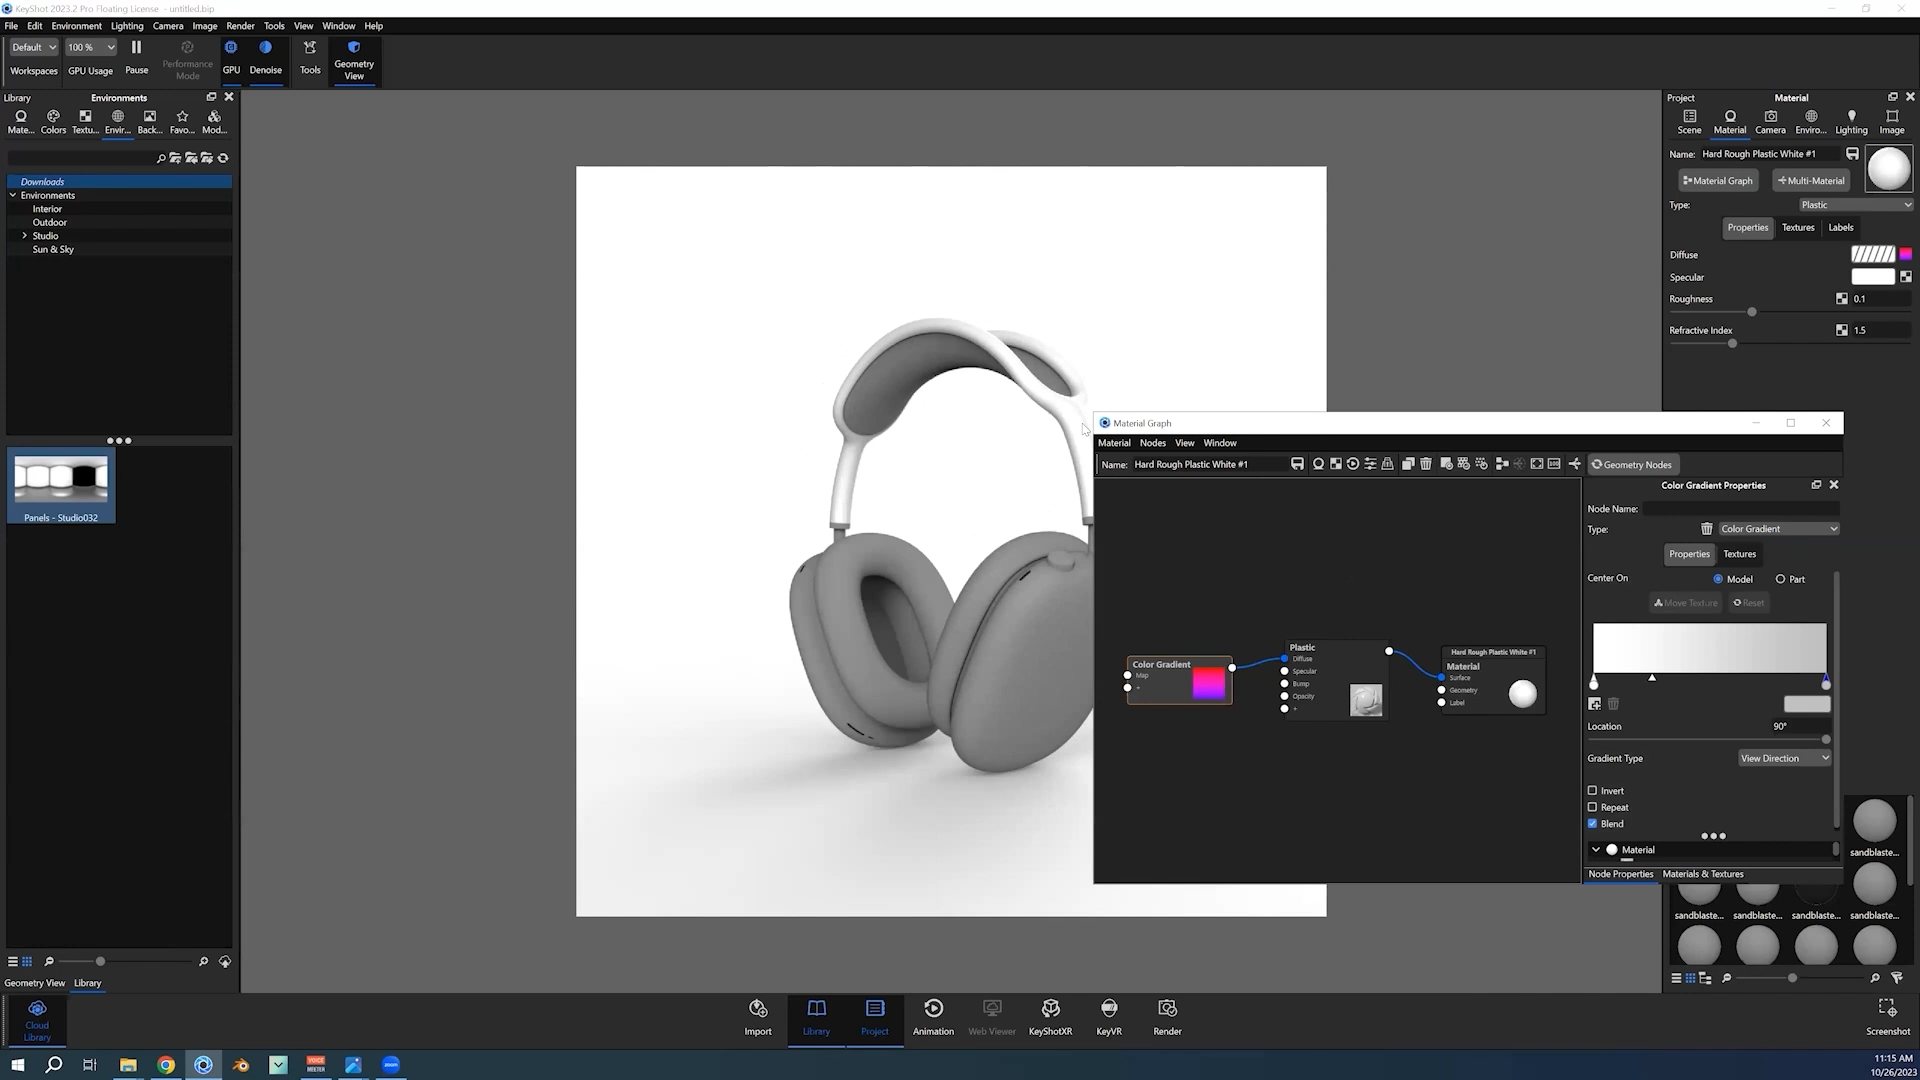 KeyShot 2023.2 Pro Floating License - untitled.bip
File Edit Environment Lighting Camera Image Render Tools View Window Help
Default 100 %
Workspaces GPU Usage Pause Performance Mode GPU Denoise Tools Geometry View
Library Environments
Mate... Colors Textu... Envir... Back... Favo... Mod...
Downloads
Environments
Interior
Outdoor
Studio
Sun & Sky
Panels - Studio032
Geometry View Library
Cloud Library
Import Library Project Animation Web Viewer KeyShotXR KeyVR Render Screenshot
Project Material
Scene Material Camera Enviro... Lighting Image
Name: Hard Rough Plastic White #1
Material Graph Multi-Material
Type: Plastic
Properties Textures Labels
Diffuse
Specular
Roughness 0.1
Refractive Index 1.5
Material Graph
Material Nodes View Window
Name: Hard Rough Plastic White #1
Geometry Nodes
Color Gradient Properties
Node Name:
Type: Color Gradient
Properties Textures
Center On Model Part
Move Texture Reset
Location 90°
Gradient Type View Direction
Invert
Repeat
Blend
Material
Node Properties Materials & Textures
Color Gradient
Map
+
Plastic
Diffuse
Specular
Bump
Opacity
+
Hard Rough Plastic White #1
Material
Surface
Geometry
Label
sandblaste...
sandblaste... sandblaste... sandblaste... sandblaste...
VOICE MEETER
zoom
11:15 AM
10/26/2023